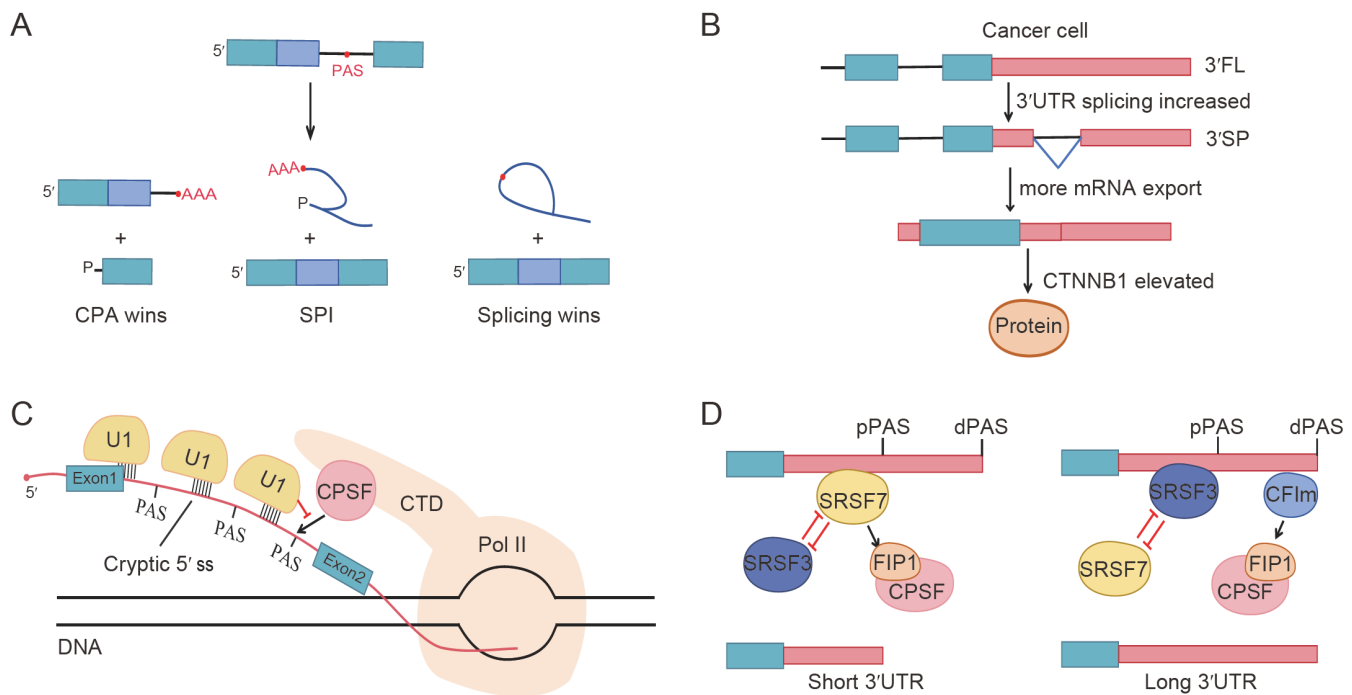 A
5′
PAS
5′
AAA
+
P
CPA wins
AAA
P
+
5′
SPI
+
5′
Splicing wins
B
Cancer cell
3′FL
3′UTR splicing increased
3′SP
more mRNA export
CTNNB1 elevated
Protein
C
U1
U1
U1
CPSF
CTD
5′
Exon1
PAS
PAS
PAS
Cryptic 5′ ss
Exon2
Pol II
DNA
D
pPAS
dPAS
SRSF7
SRSF3
FIP1
CPSF
Short 3′UTR
pPAS
dPAS
SRSF3
CFIm
SRSF7
FIP1
CPSF
Long 3′UTR